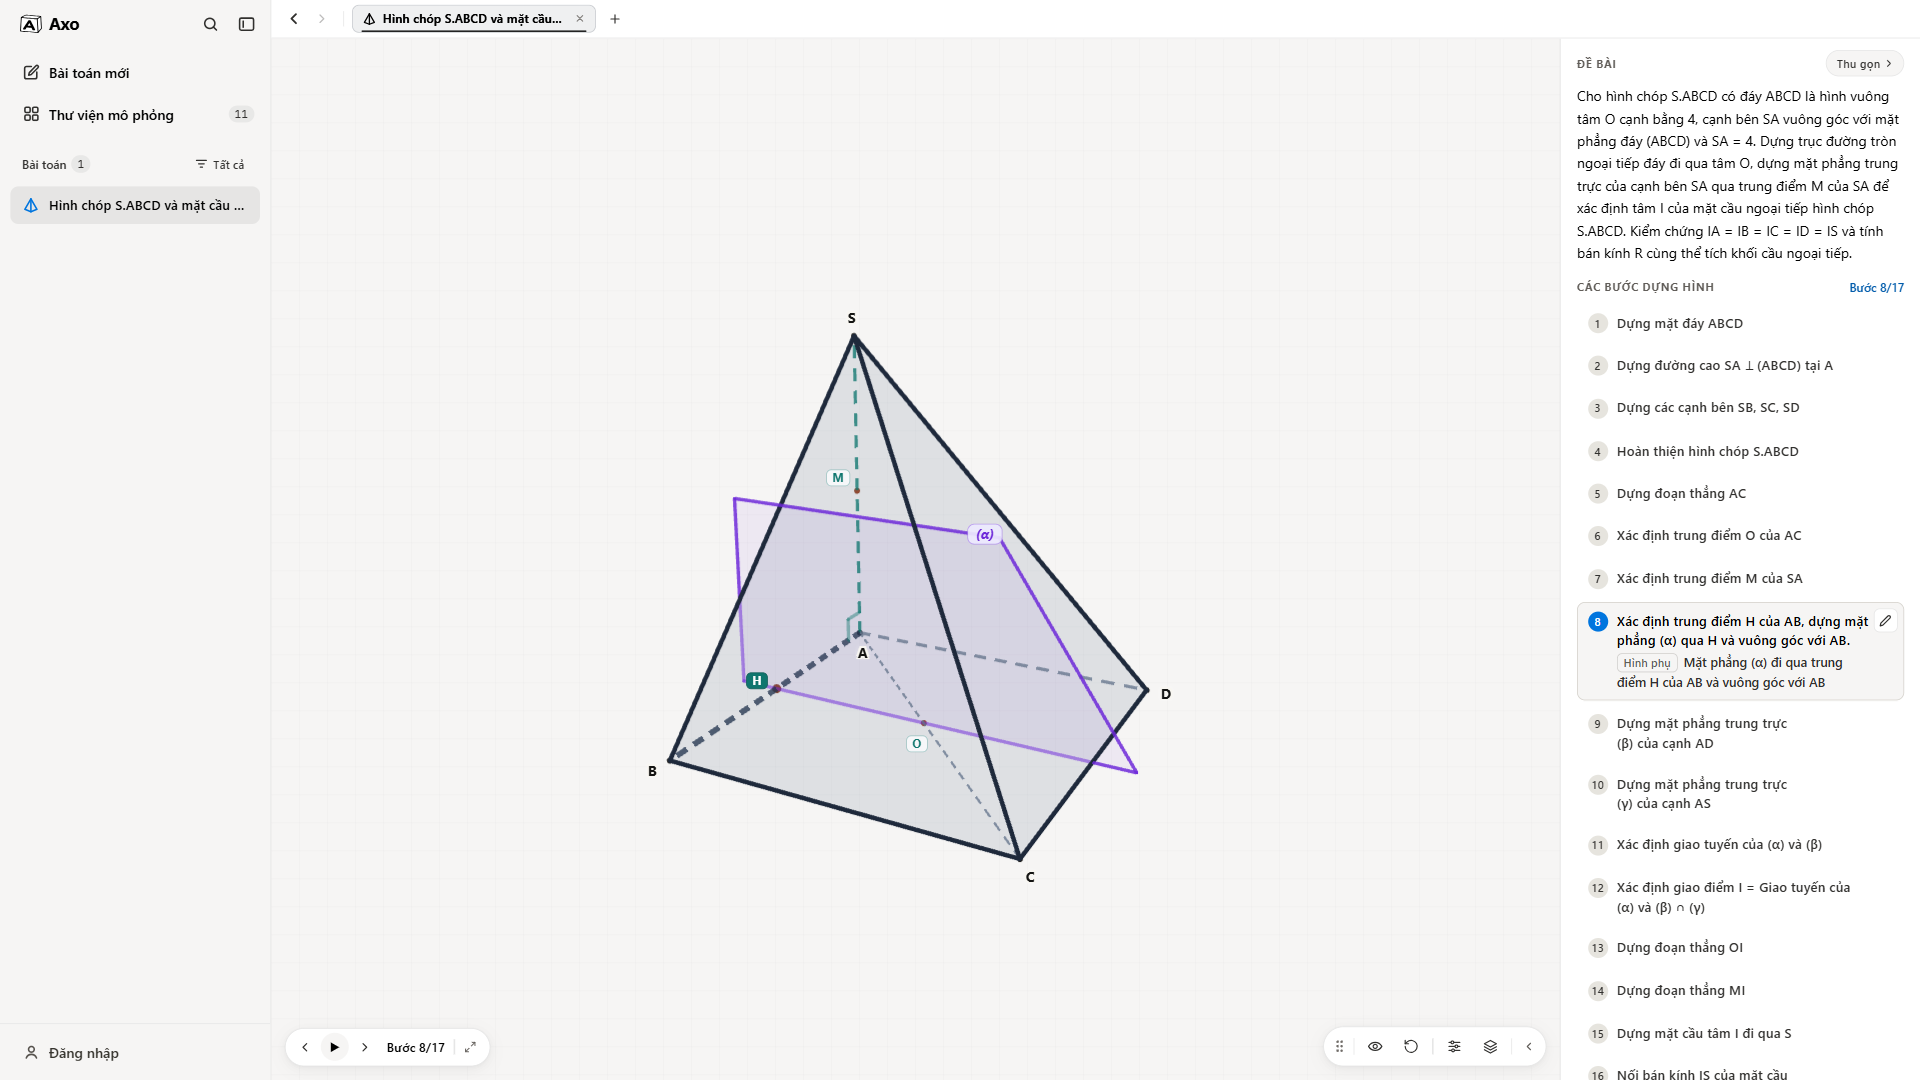 Axo
Bài toán mới
Thư viện mô phỏng
11
Bài toán 1
Tất cả
Hình chóp S.ABCD và mặt cầu ...
Đăng nhập
Hình chóp S.ABCD và mặt cầu...
S
M
(α)
A
H
D
O
B
C
Bước 8/17
ĐỀ BÀI
Thu gọn
Cho hình chóp S.ABCD có đáy ABCD là hình vuông
tâm O cạnh bằng 4, cạnh bên SA vuông góc với mặt
phẳng đáy (ABCD) và SA = 4. Dựng trục đường tròn
ngoại tiếp đáy đi qua tâm O, dựng mặt phẳng trung
trực của cạnh bên SA qua trung điểm M của SA để
xác định tâm I của mặt cầu ngoại tiếp hình chóp
S.ABCD. Kiểm chứng IA = IB = IC = ID = IS và tính
bán kính R cùng thể tích khối cầu ngoại tiếp.
CÁC BƯỚC DỰNG HÌNH
Bước 8/17
1 Dựng mặt đáy ABCD
2 Dựng đường cao SA ⊥ (ABCD) tại A
3 Dựng các cạnh bên SB, SC, SD
4 Hoàn thiện hình chóp S.ABCD
5 Dựng đoạn thẳng AC
6 Xác định trung điểm O của AC
7 Xác định trung điểm M của SA
8 Xác định trung điểm H của AB, dựng mặt
phẳng (α) qua H và vuông góc với AB.
Hình phụ Mặt phẳng (α) đi qua trung
điểm H của AB và vuông góc với AB
9 Dựng mặt phẳng trung trực
(β) của cạnh AD
10 Dựng mặt phẳng trung trực
(γ) của cạnh AS
11 Xác định giao tuyến của (α) và (β)
12 Xác định giao điểm I = Giao tuyến của
(α) và (β) ∩ (γ)
13 Dựng đoạn thẳng OI
14 Dựng đoạn thẳng MI
15 Dựng mặt cầu tâm I đi qua S
16 Nối bán kính IS của mặt cầu